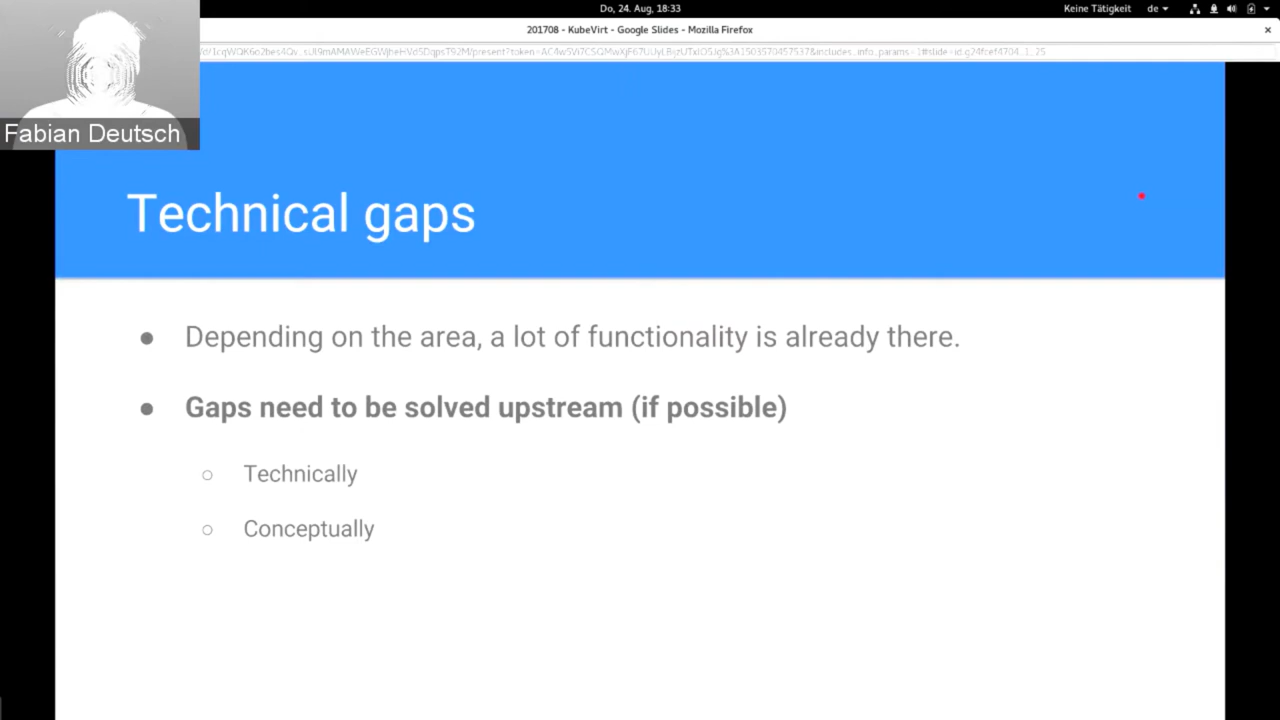 Do, 24. Aug, 18:33
Keine Tätigkeit
de
201708 - KubeVirt - Google Slides - Mozilla Firefox
Fabian Deutsch
Technical gaps
Depending on the area, a lot of functionality is already there.
Gaps need to be solved upstream (if possible)
Technically
Conceptually